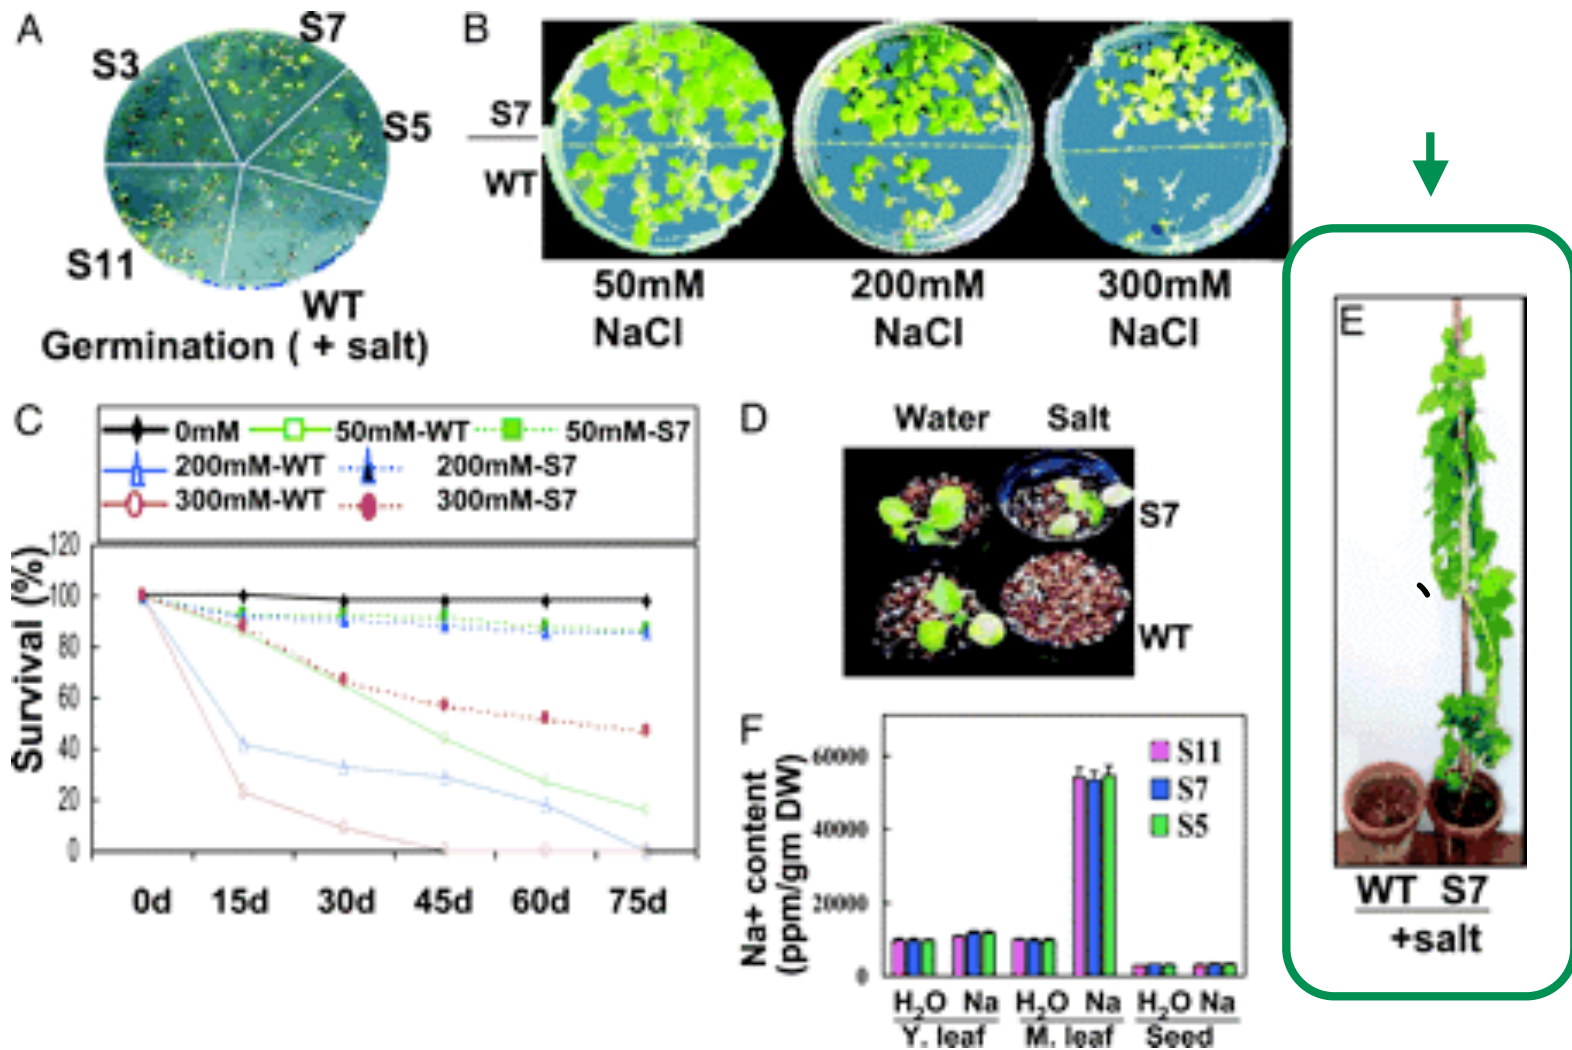 A
S7
S3
S5
S11
WT
Germination ( + salt)
B
S7
WT
50mM
NaCl
200mM
NaCl
300mM
NaCl
C
0mM
50mM-WT
50mM-S7
200mM-WT
200mM-S7
300mM-WT
300mM-S7
Survival (%)
120
100
80
60
40
20
0
0d
15d
30d
45d
60d
75d
D
Water
Salt
S7
WT
E
WT S7
+salt
F
Na+ content
(ppm/gm DW)
60000
40000
20000
0
S11
S7
S5
H₂O Na
H₂O Na
H₂O Na
Y. leaf
M. leaf
Seed